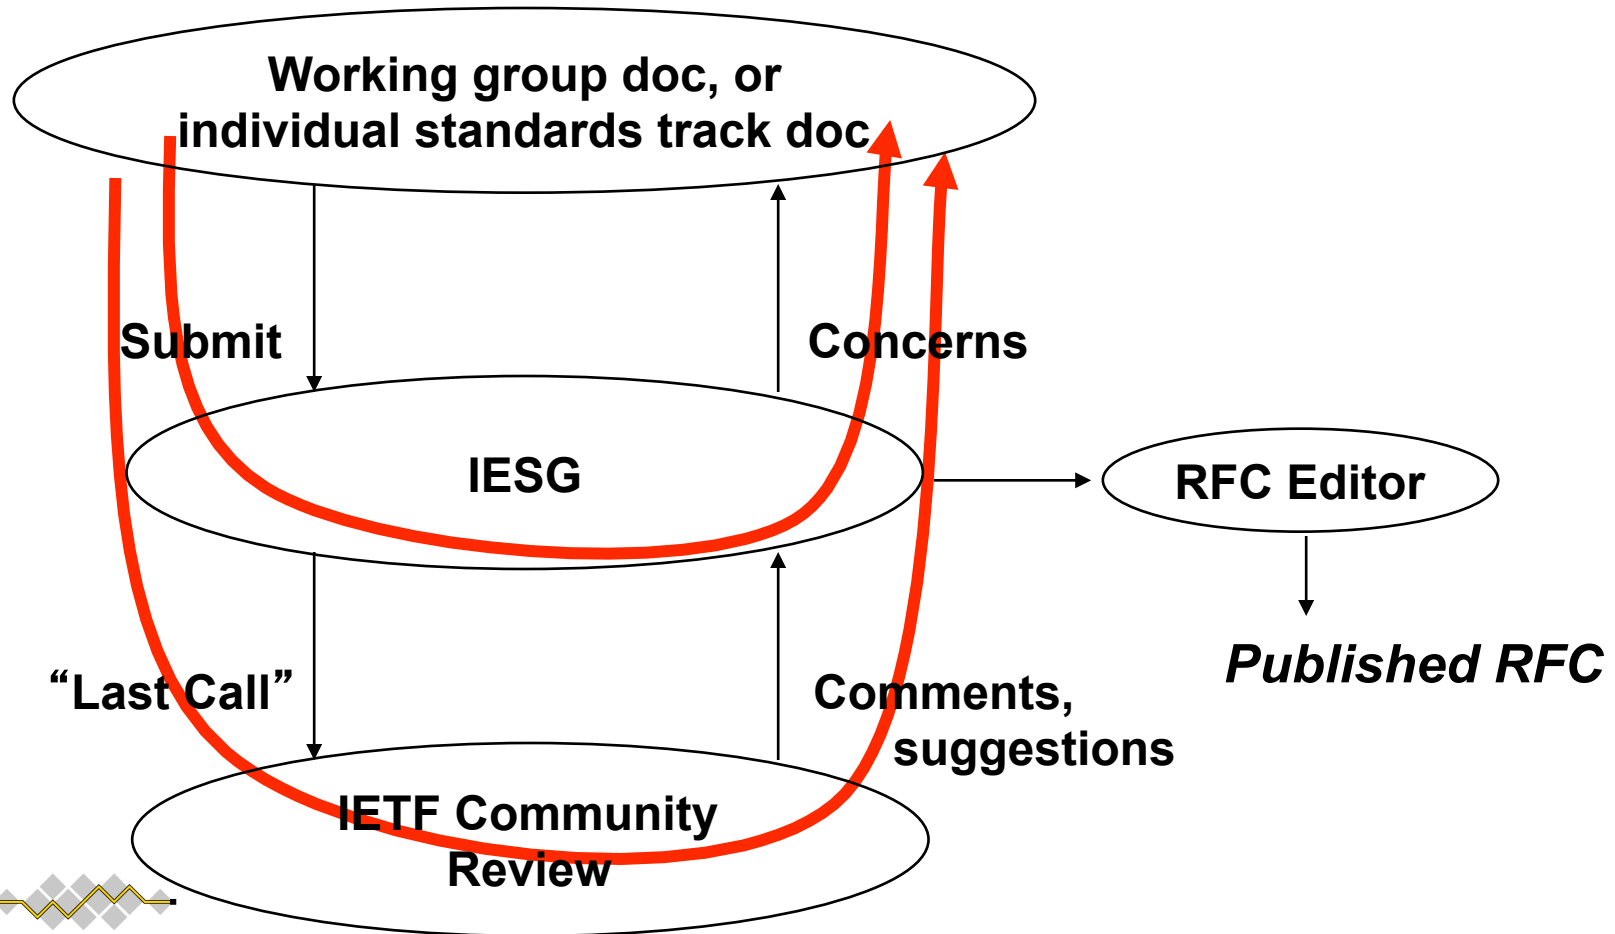 Working group doc, or
individual standards track doc
Submit
Concerns
IESG
RFC Editor
Published RFC
“Last Call”
Comments,
suggestions
IETF Community
Review